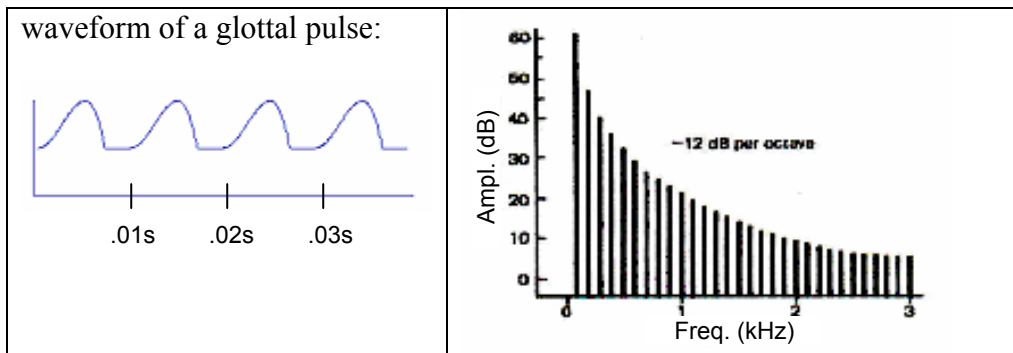 waveform of a glottal pulse:
.01s .02s .03s
Ampl. (dB)
60
50
40
30
20
10
0
–12 dB per octave
0 1 2 3
Freq. (kHz)